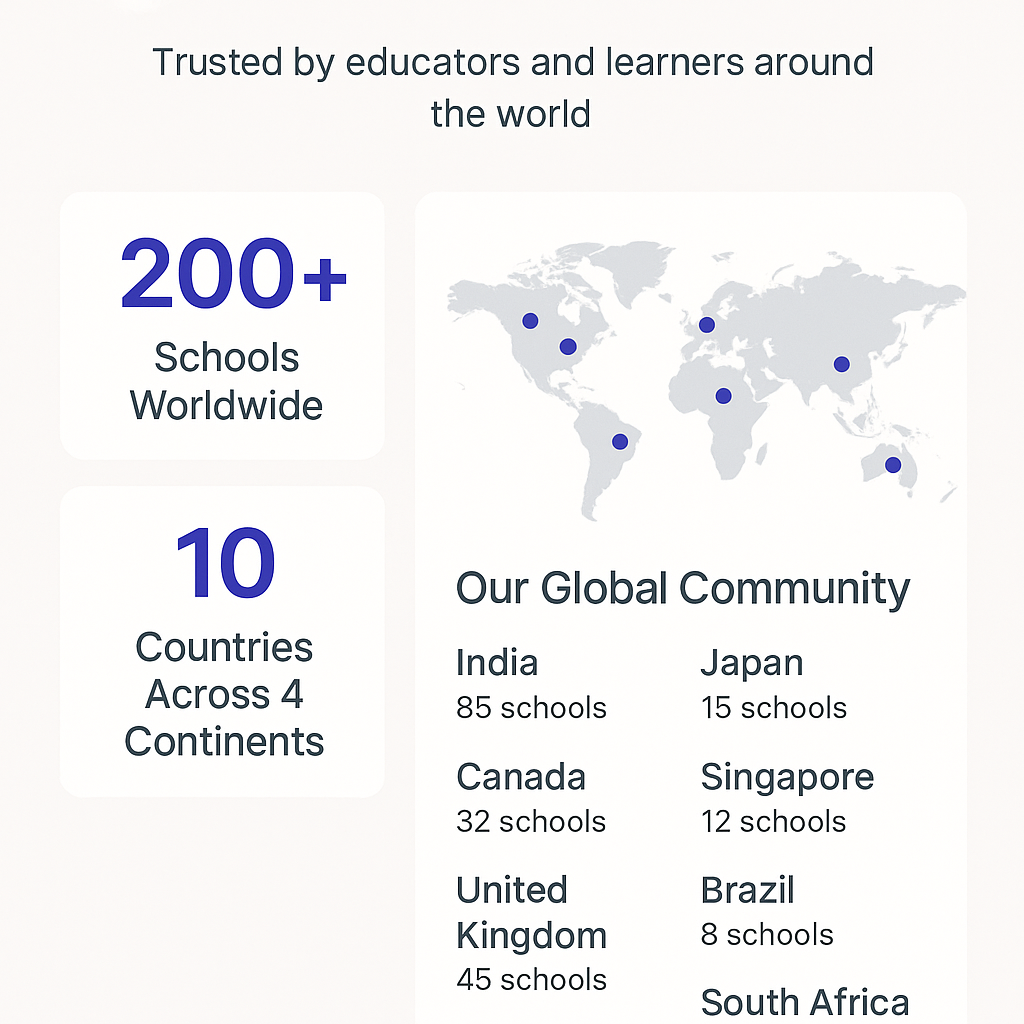 Trusted by educators and learners around
the world
200+
Schools
Worldwide
10
Countries
Across 4
Continents
Our Global Community
India
85 schools
Canada
32 schools
United
Kingdom
45 schools
Japan
15 schools
Singapore
12 schools
Brazil
8 schools
South Africa